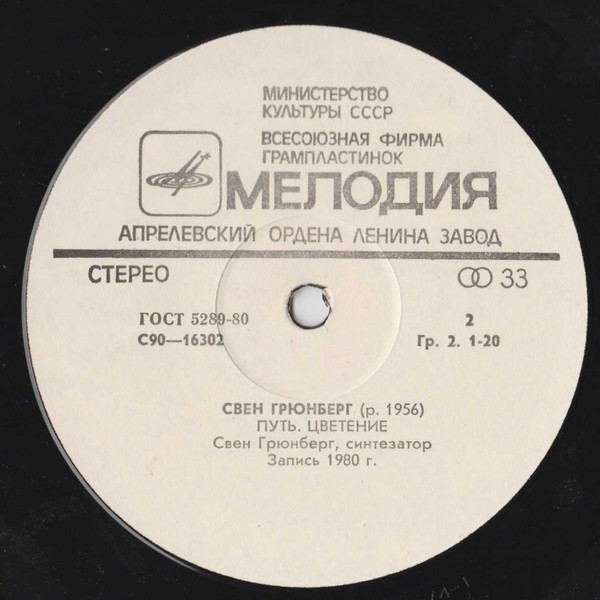 МИНИСТЕРСТВО
КУЛЬТУРЫ СССР
ВСЕСОЮЗНАЯ ФИРМА
ГРАМПЛАСТИНОК
МЕЛОДИЯ
АПРЕЛЕВСКИЙ ОРДЕНА ЛЕНИНА ЗАВОД
СТЕРЕО 33
ГОСТ 5289-80 2
С90—16302 Гр. 2. 1-20
СВЕН ГРЮНБЕРГ (р. 1956)
ПУТЬ. ЦВЕТЕНИЕ
Свен Грюнберг, синтезатор
Запись 1980 г.